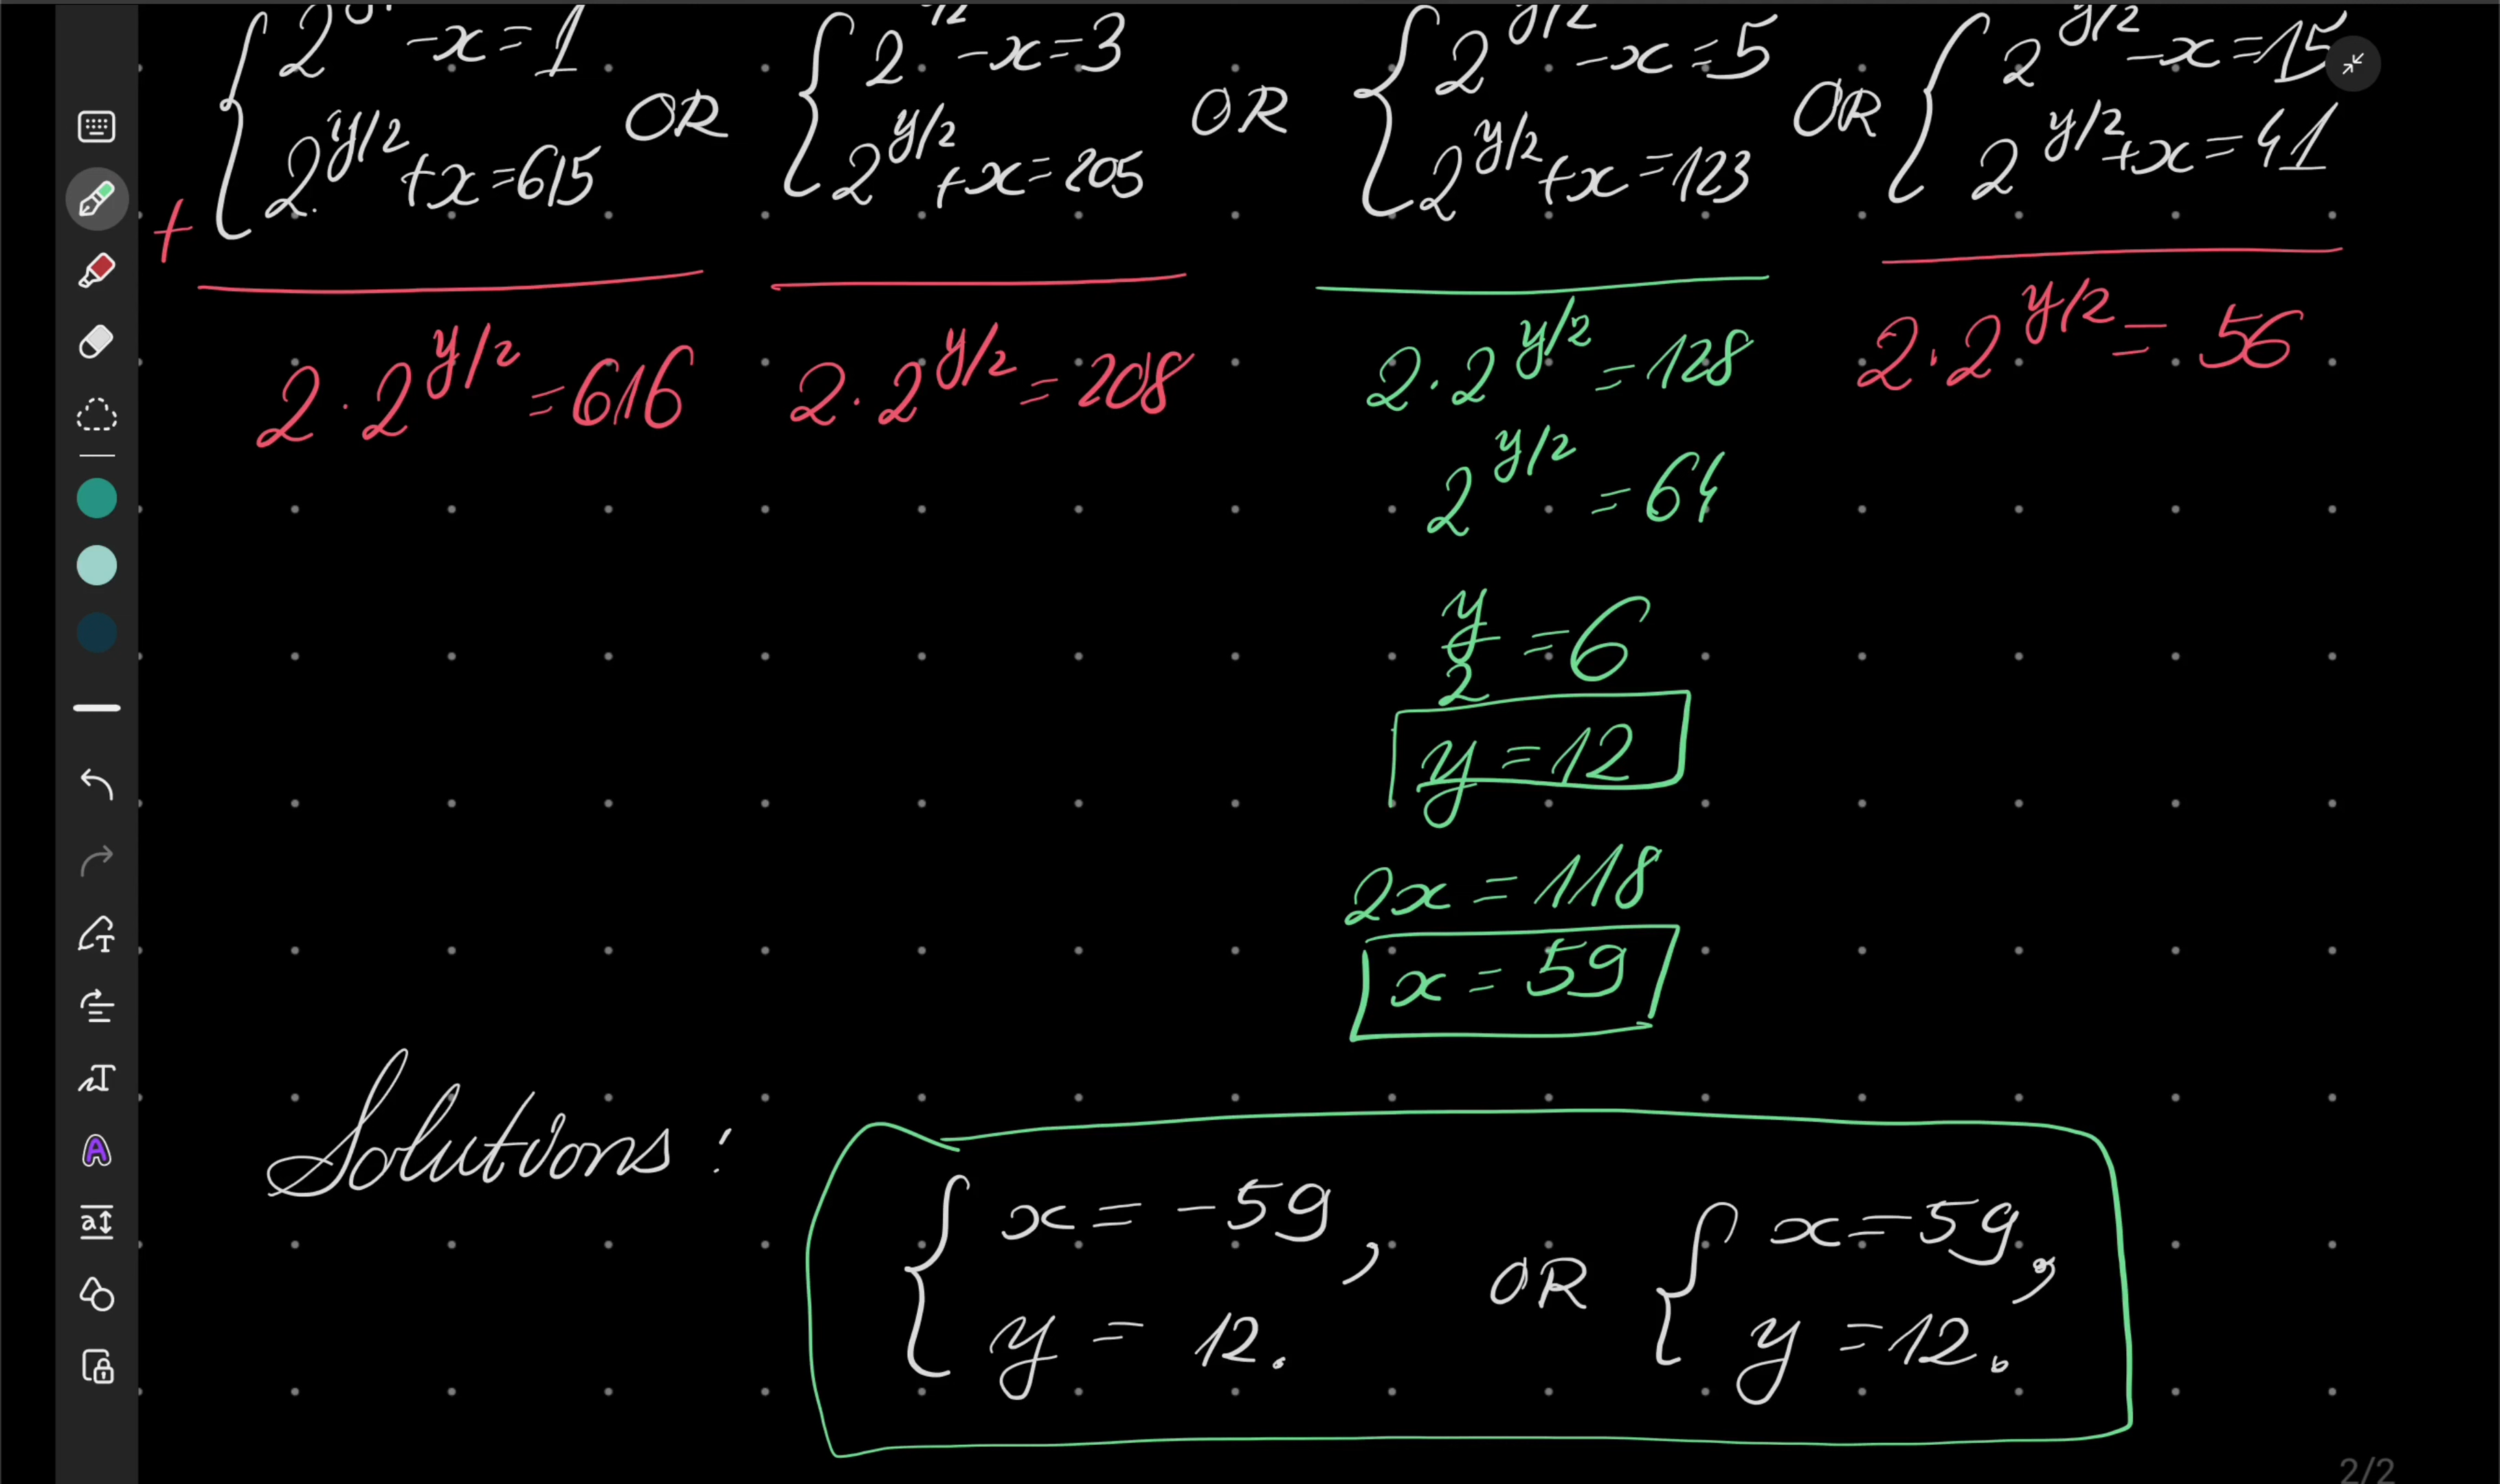 { 2^y/2 - x = 1 OR { 2^y/2 - x = 3 OR { 2^y/2 - x = 5 OR { 2^y/2 - x = 15
+ 2^y/2 + x = 615 2^y/2 + x = 205 2^y/2 + x = 123 2^y/2 + x = 41
2 · 2^y/2 = 616 2 · 2^y/2 = 208 2 · 2^y/2 = 128 2 · 2^y/2 = 56
2^y/2 = 64
y/2 = 6
y = 12
2x = 118
x = 59
Solutions: { x = -59, OR { x = 59,
y = 12. y = 12.
T
T
A
a
2/2